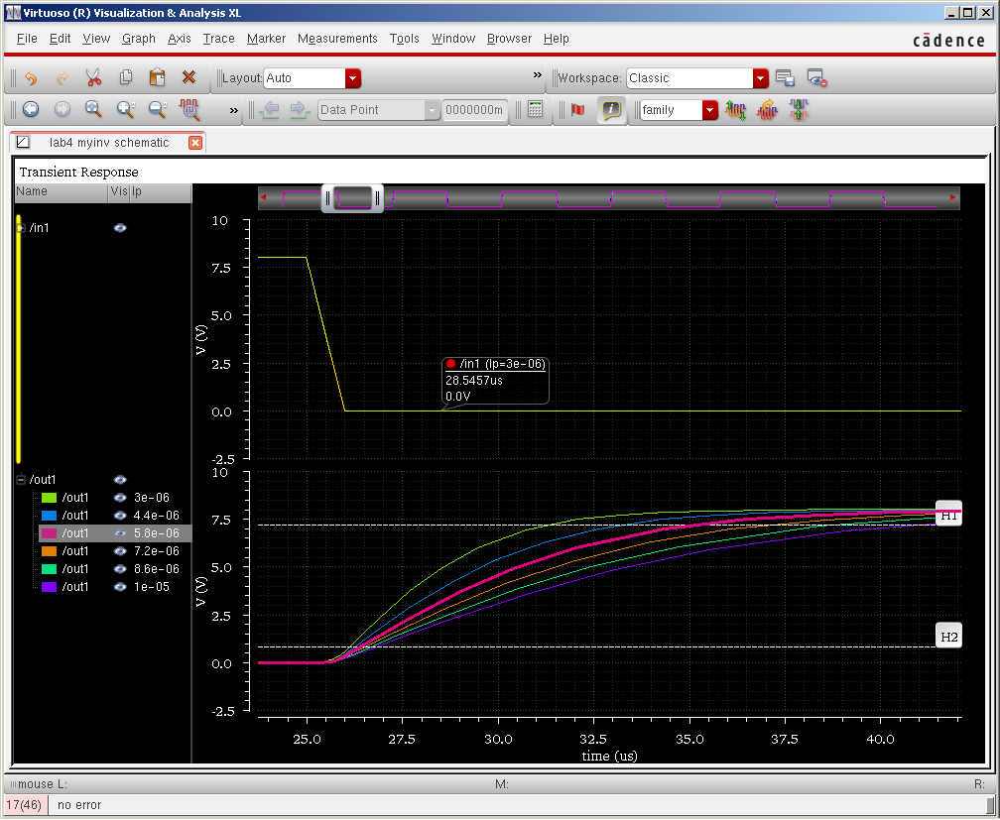 Virtuoso (R) Visualization & Analysis XL
File Edit View Graph Axis Trace Marker Measurements Tools Window Browser Help
cādence
Layout: Auto » Workspace: Classic
» Data Point 0000000m family
lab4 myinv schematic
Transient Response
Name Vis lp
/in1
10
7.5
5.0
2.5
0.0
-2.5
V (V)
/in1 (lp=3e-06)
28.5457us
0.0V
/out1
/out1 3e-06
/out1 4.4e-06
/out1 5.8e-06
/out1 7.2e-06
/out1 8.6e-06
/out1 1e-05
10
7.5
5.0
2.5
0.0
-2.5
V (V)
H1
H2
25.0 27.5 30.0 32.5 35.0 37.5 40.0
time (us)
mouse L: M: R:
17(46) no error